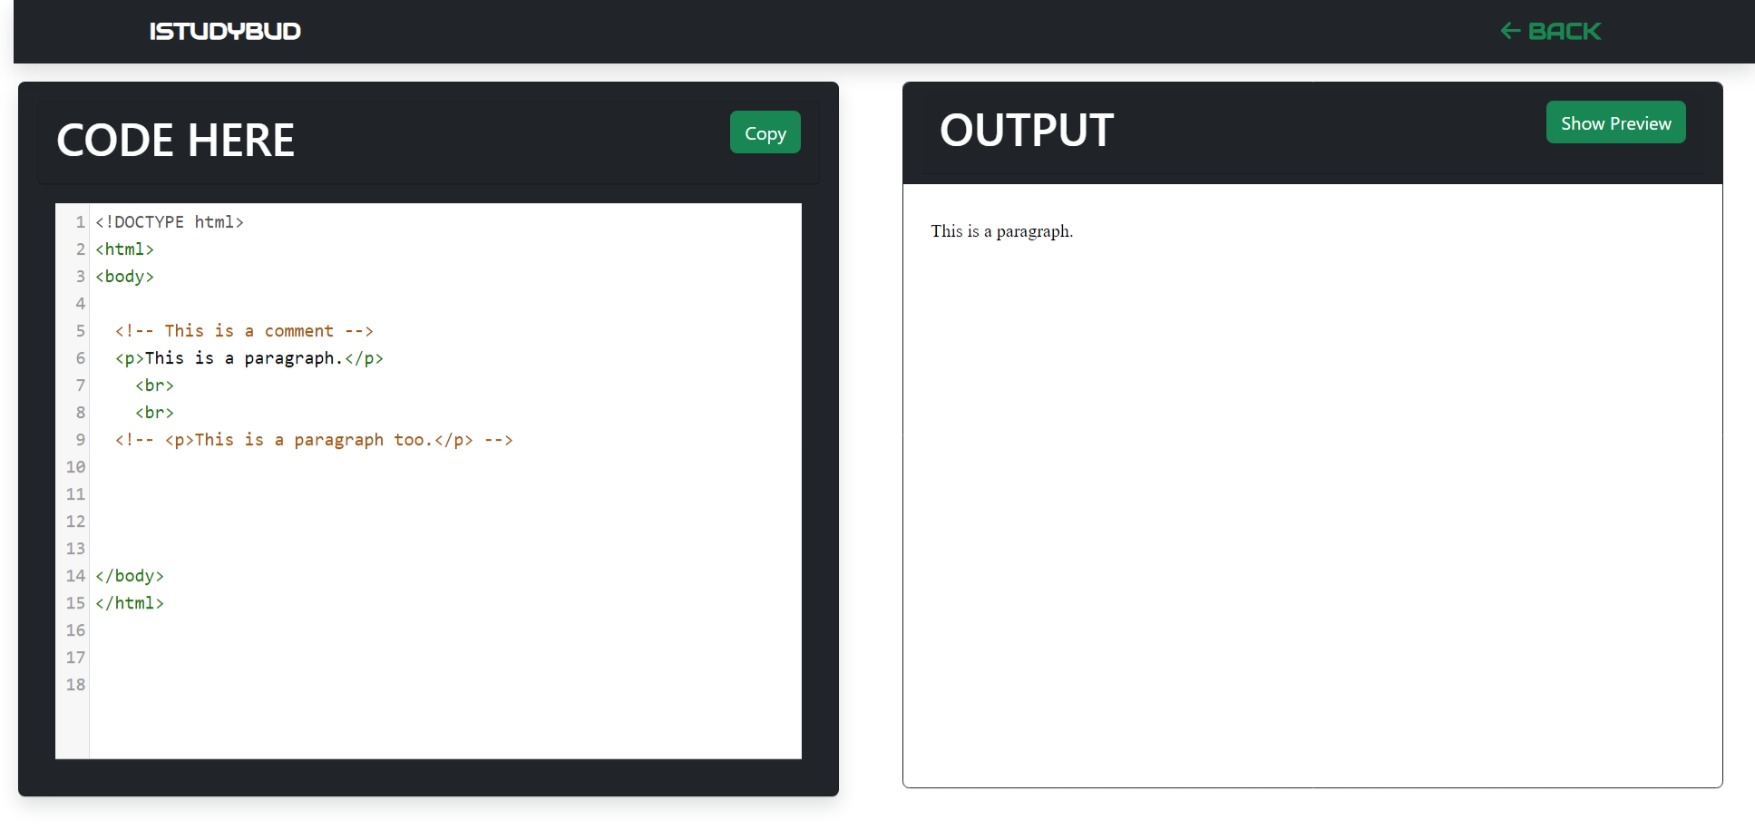 ISTUDYBUD
← BACK
CODE HERE
Copy
1 <!DOCTYPE html>
2 <html>
3 <body>
4
5   <!-- This is a comment -->
6   <p>This is a paragraph.</p>
7     <br>
8     <br>
9   <!-- <p>This is a paragraph too.</p> -->
10
11
12
13
14 </body>
15 </html>
16
17
18
OUTPUT
Show Preview
This is a paragraph.